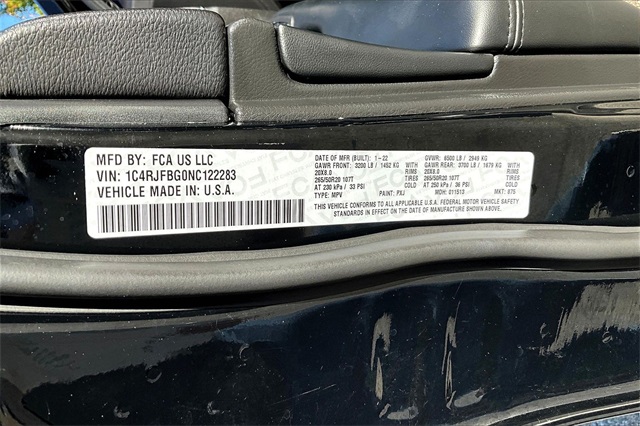 MFD BY: FCA US LLC
VIN: 1C4RJFBG0NC122283
VEHICLE MADE IN U.S.A.
DATE OF MFR (BUILT): 1-22 GVWR: 6500 LB / 2949 KG
GAWR FRONT: 3200 LB / 1452 KG WITH GAWR REAR: 3700 LB / 1678 KG WITH
20X8.0 RIMS 20X8.0 RIMS
265/50R20 107T TIRES 265/50R20 107T TIRES
AT 230 kPa / 33 PSI COLD AT 250 kPa / 36 PSI COLD
TYPE: MPV PAINT: PXJ MDH: 011513 MKT: 875
THIS VEHICLE CONFORMS TO ALL APPLICABLE U.S.A. FEDERAL MOTOR VEHICLE SAFETY
STANDARDS IN EFFECT ON THE DATE OF MANUFACTURE SHOWN ABOVE.